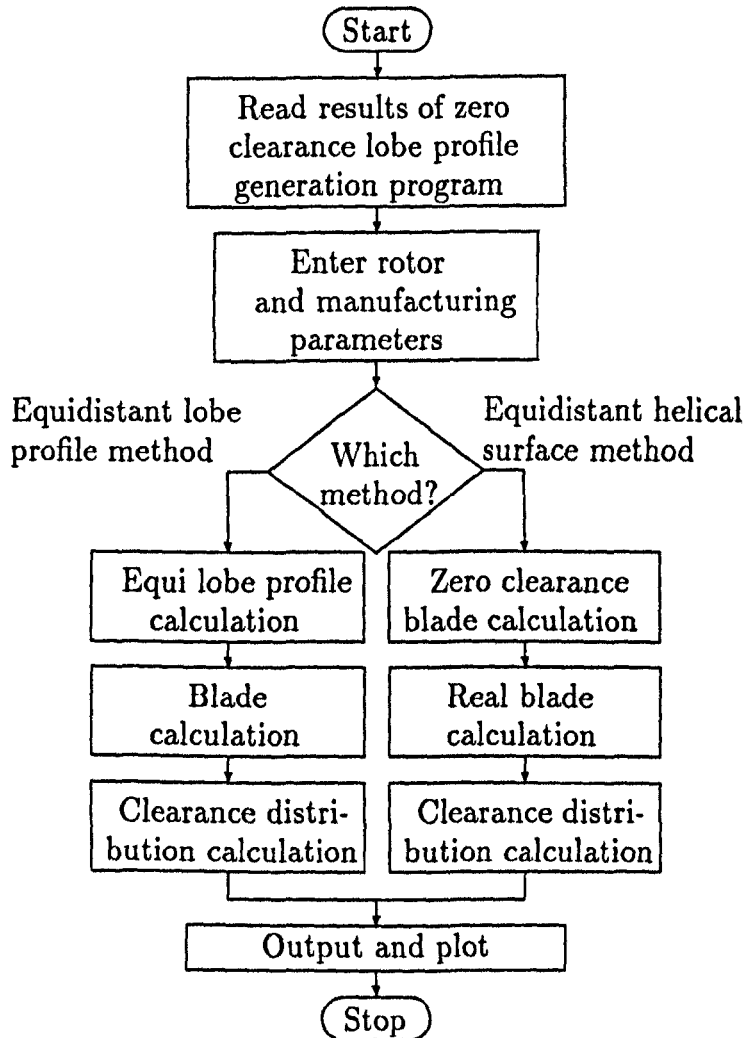 Start
Read results of zero
clearance lobe profile
generation program
Enter rotor
and manufacturing
parameters
Equidistant lobe
profile method
Equidistant helical
surface method
Which
method?
Equi lobe profile
calculation
Zero clearance
blade calculation
Blade
calculation
Real blade
calculation
Clearance distri-
bution calculation
Clearance distri-
bution calculation
Output and plot
Stop